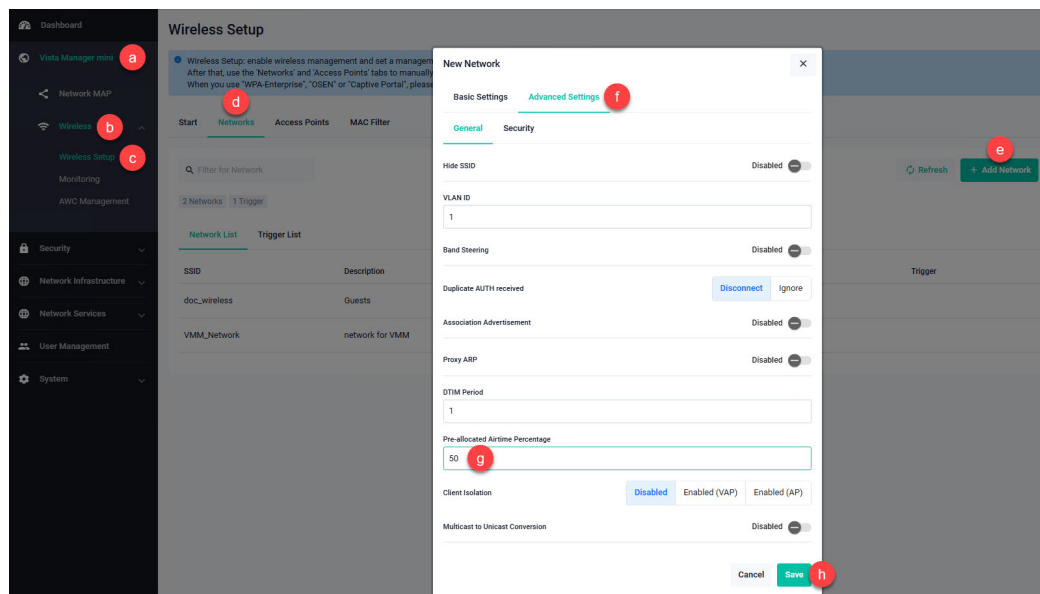 Dashboard
Vista Manager mini a
Network MAP
Wireless b
Wireless Setup c
Monitoring
AWC Management
Security
Network Infrastructure
Network Services
User Management
System
Wireless Setup
Wireless Setup: enable wireless management and set a managem
After that, use the 'Networks' and 'Access Points' tabs to manually
When you use "WPA-Enterprise", "OSEN" or "Captive Portal", please
d
Start Networks Access Points MAC Filter
Filter for Network
e
Refresh + Add Network
2 Networks 1 Trigger
Network List Trigger List
SSID Description Trigger
doc_wireless Guests
VMM_Network network for VMM
New Network ×
Basic Settings Advanced Settings f
General Security
Hide SSID Disabled
VLAN ID
1
Band Steering Disabled
Duplicate AUTH received Disconnect Ignore
Association Advertisement Disabled
Proxy ARP Disabled
DTIM Period
1
Pre-allocated Airtime Percentage
50 g
Client Isolation Disabled Enabled (VAP) Enabled (AP)
Multicast to Unicast Conversion Disabled
Cancel Save h